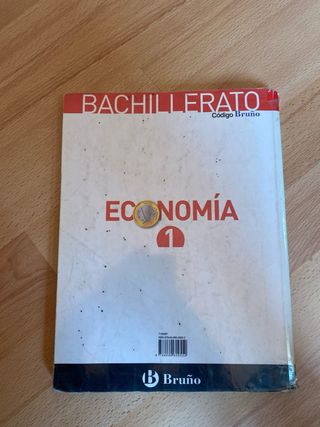 BACHILLERATO
Código Bruño
ECONOMÍA
1
Bruño